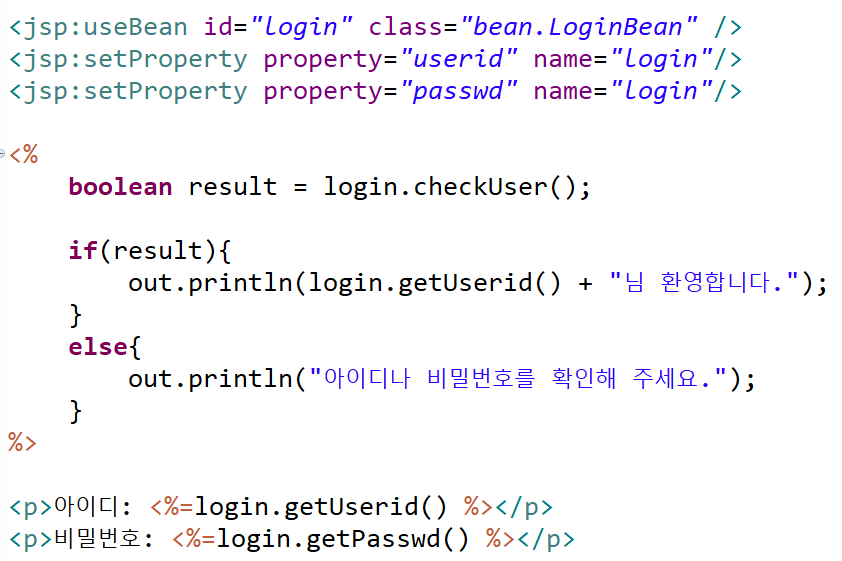 <jsp:useBean id="login" class="bean.LoginBean" />
<jsp:setProperty property="userid" name="login"/>
<jsp:setProperty property="passwd" name="login"/>
<%
boolean result = login.checkUser();
if(result){
out.println(login.getUserid() + "님 환영합니다.");
}
else{
out.println("아이디나 비밀번호를 확인해 주세요.");
}
%>
<p>아이디: <%=login.getUserid() %></p>
<p>비밀번호: <%=login.getPasswd() %></p>